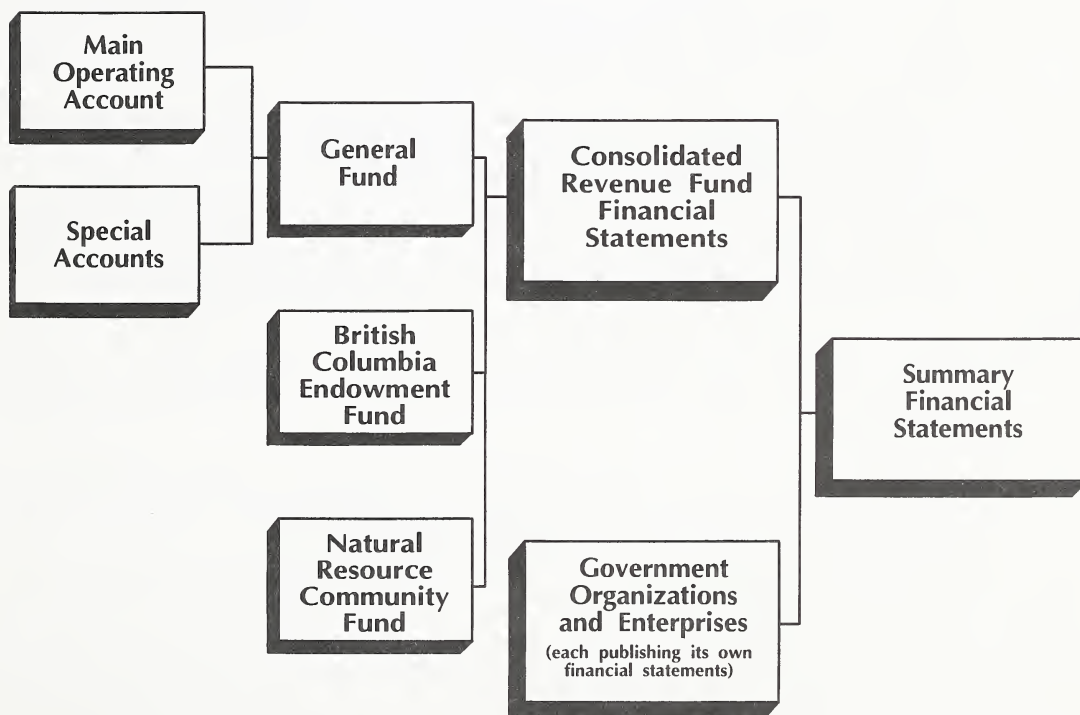 Main
Operating
Account
Special
Accounts
General
Fund
British
Columbia
Endowment
Fund
Natural
Resource
Community
Fund
Consolidated
Revenue Fund
Financial
Statements
Government
Organizations
and Enterprises
(each publishing its own
financial statements)
Summary
Financial
Statements